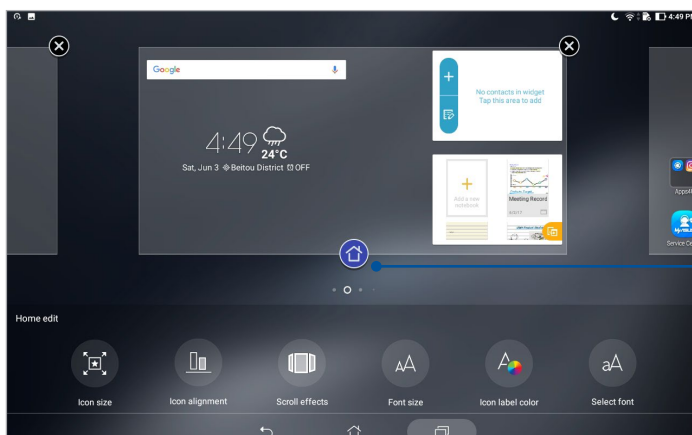 4:49 PM
Google
4:49
24°C
Sat, Jun 3 Beitou District OFF
No contacts in widget
Tap this area to add
Add a new
notebook
Meeting Record
Apps4
Service Ce
Home edit
Icon size
Icon alignment
Scroll effects
Font size
Icon label color
Select font